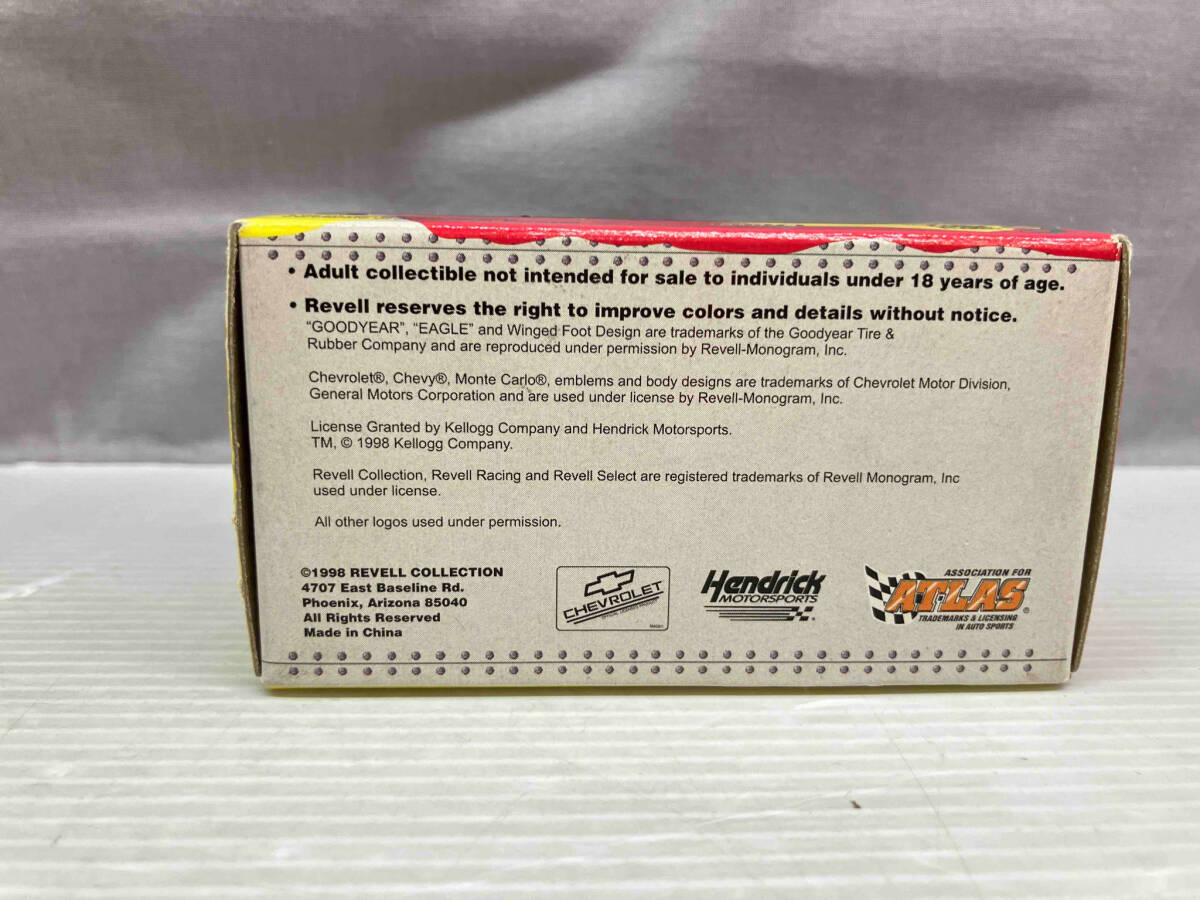 • Adult collectible not intended for sale to individuals under 18 years of age.
• Revell reserves the right to improve colors and details without notice.
"GOODYEAR", "EAGLE" and Winged Foot Design are trademarks of the Goodyear Tire &
Rubber Company and are reproduced under permission by Revell-Monogram, Inc.
Chevrolet®, Chevy®, Monte Carlo®, emblems and body designs are trademarks of Chevrolet Motor Division,
General Motors Corporation and are used under license by Revell-Monogram, Inc.
License Granted by Kellogg Company and Hendrick Motorsports.
TM, © 1998 Kellogg Company.
Revell Collection, Revell Racing and Revell Select are registered trademarks of Revell Monogram, Inc
used under license.
All other logos used under permission.
©1998 REVELL COLLECTION
4707 East Baseline Rd.
Phoenix, Arizona 85040
All Rights Reserved
Made in China
CHEVROLET
Hendrick
MOTORSPORTS
ASSOCIATION FOR
ATLAS®
TRADEMARKS & LICENSING
IN AUTO SPORTS